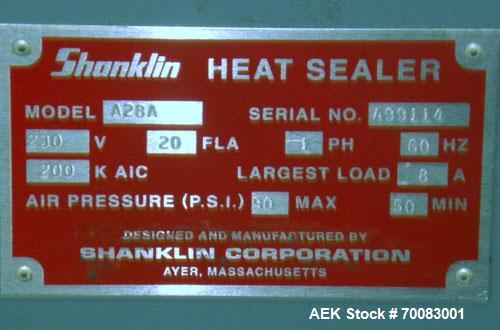 Shanklin HEAT SEALER
MODEL A28A SERIAL NO. A99114
230 V 20 FLA 1 PH 60 HZ
200 K AIC LARGEST LOAD 8 A
AIR PRESSURE (P.S.I.) 90 MAX MIN
DESIGNED AND MANUFACTURED BY
SHANKLIN CORPORATION
AYER, MASSACHUSETTS
AEK Stock # 70083001